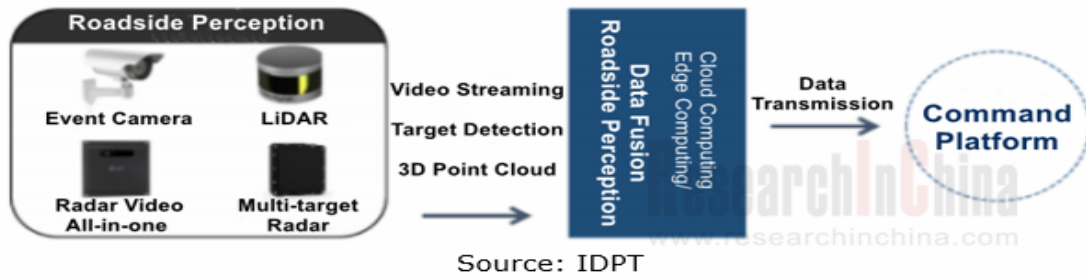 Roadside Perception
Event Camera
LiDAR
Radar Video
All-in-one
Multi-target
Radar
Video Streaming
Target Detection
3D Point Cloud
Roadside Perception
Data Fusion
Edge Computing/
Cloud Computing
Data
Transmission
Command
Platform
ResearchInChina
www.researchinchina.com
Source: IDPT